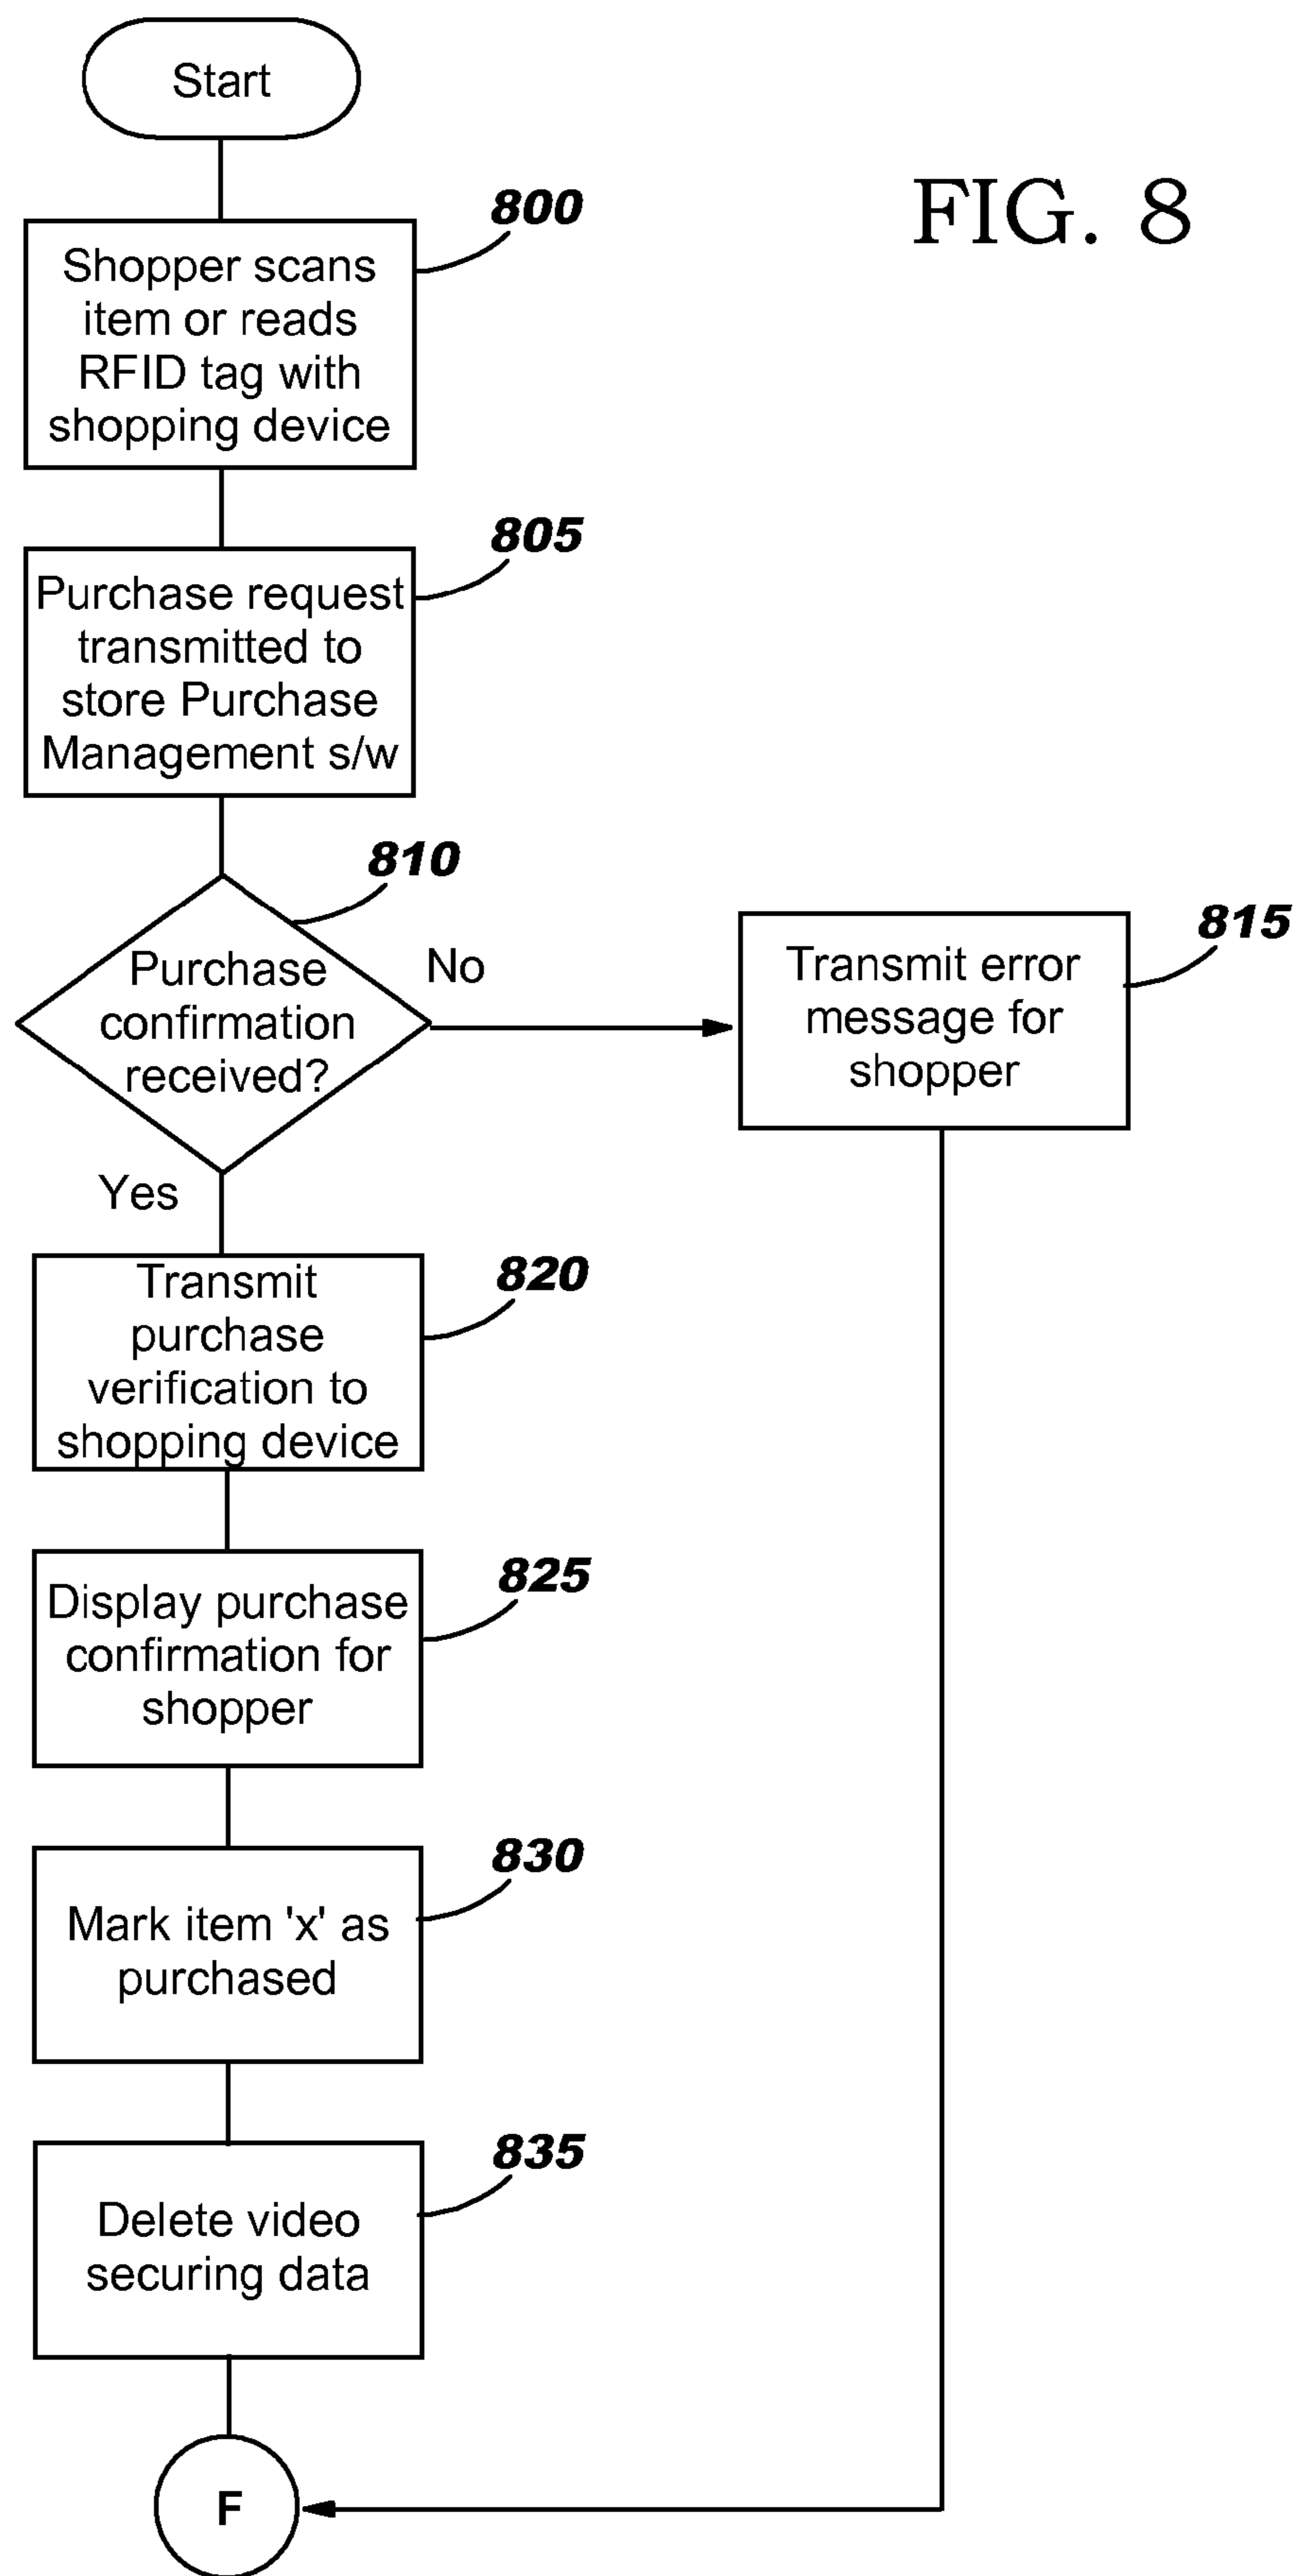 Start
FIG. 8
800
Shopper scans
item or reads
RFID tag with
shopping device
805
Purchase request
transmitted to
store Purchase
Management s/w
810
Purchase
confirmation
received?
No
815
Transmit error
message for
shopper
Yes
820
Transmit
purchase
verification to
shopping device
825
Display purchase
confirmation for
shopper
830
Mark item 'x' as
purchased
835
Delete video
securing data
F